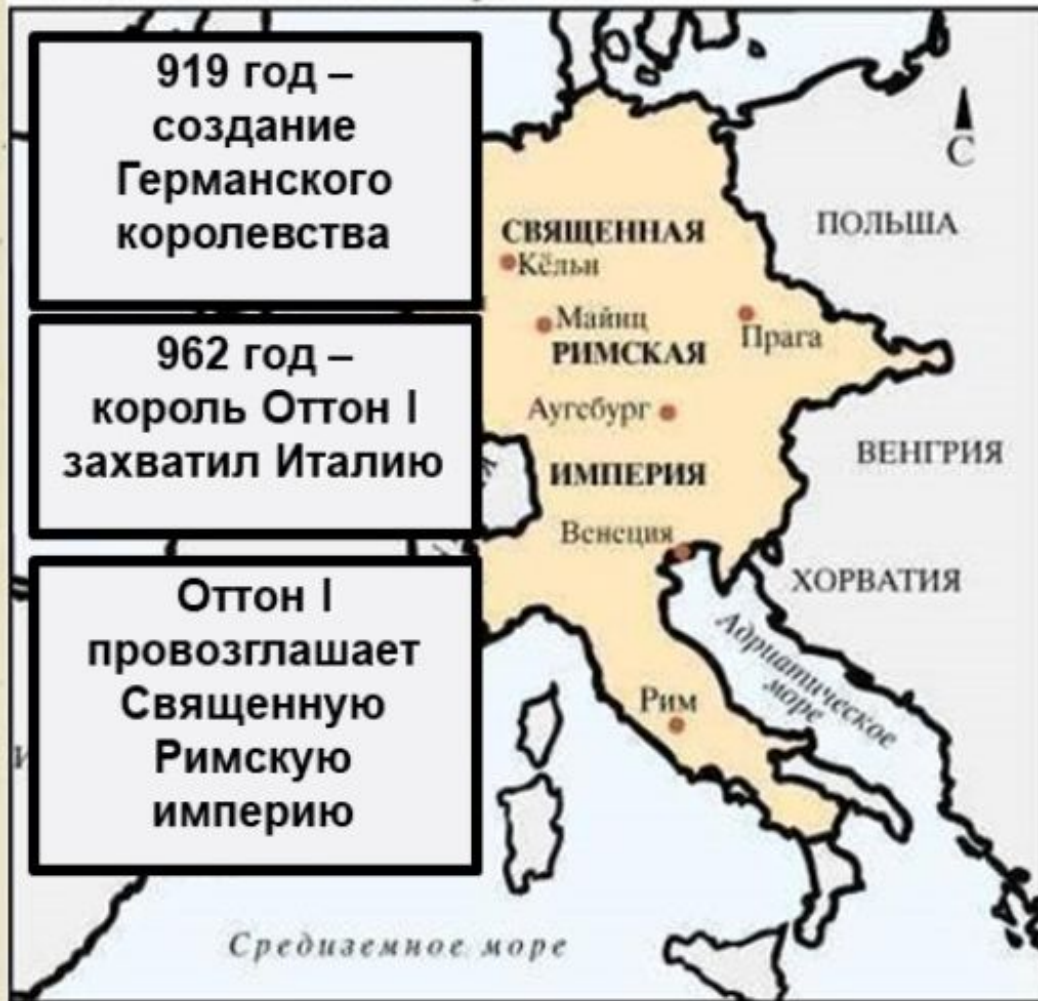 919 год –
создание
Германского
королевства
962 год –
король Оттон I
захватил Италию
Оттон I
провозглашает
Священную
Римскую
империю
С
ПОЛЬША
СВЯЩЕННАЯ
Кёльн
Майнц
Прага
РИМСКАЯ
Аугсбург
ВЕНГРИЯ
ИМПЕРИЯ
Венеция
ХОРВАТИЯ
Адриатическое
море
Рим
Средиземное море